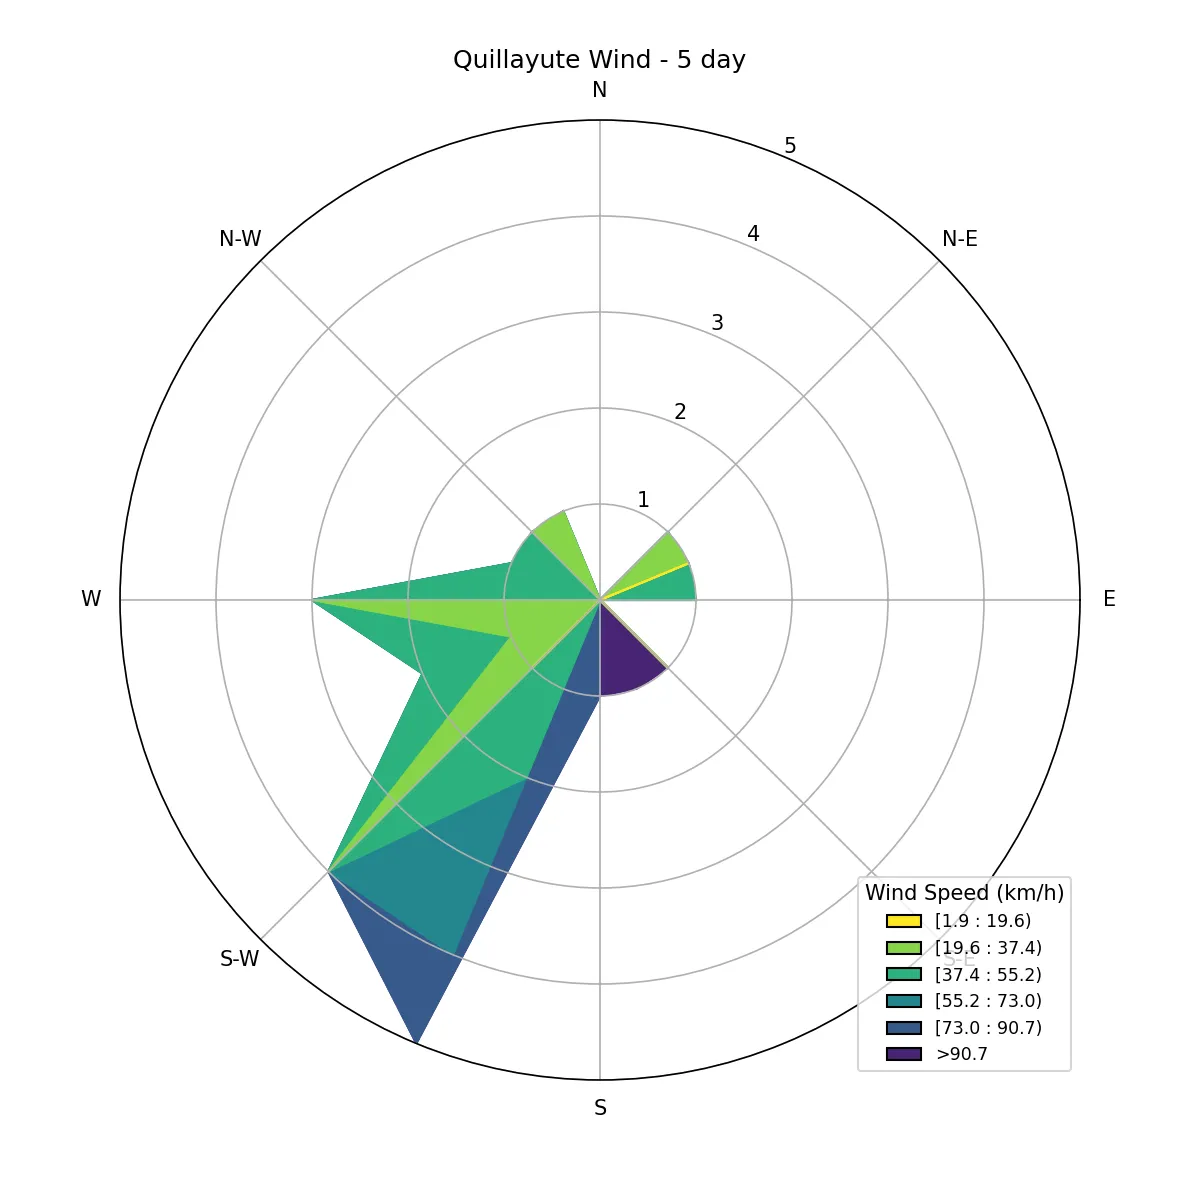 Quillayute Wind - 5 day
N
5
N-W
N-E
4
3
2
1
W
E
S-W
S-E
S
Wind Speed (km/h)
[1.9 : 19.6)
[19.6 : 37.4)
[37.4 : 55.2)
[55.2 : 73.0)
[73.0 : 90.7)
>90.7